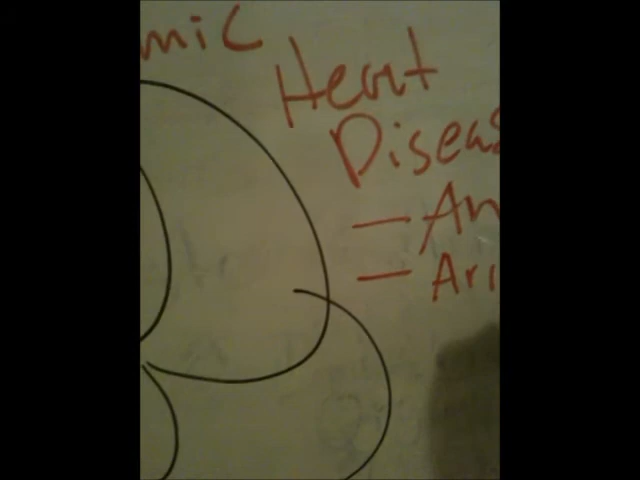 mic
Heart
Diseas
- An
- Ari